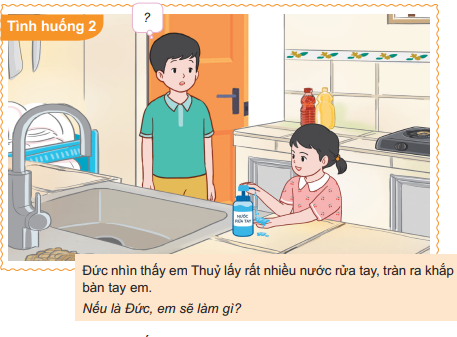 ?
Tình huống 2
NƯỚC
RỬA TAY
Đức nhìn thấy em Thuỷ lấy rất nhiều nước rửa tay, tràn ra khắp
bàn tay em.
Nếu là Đức, em sẽ làm gì?